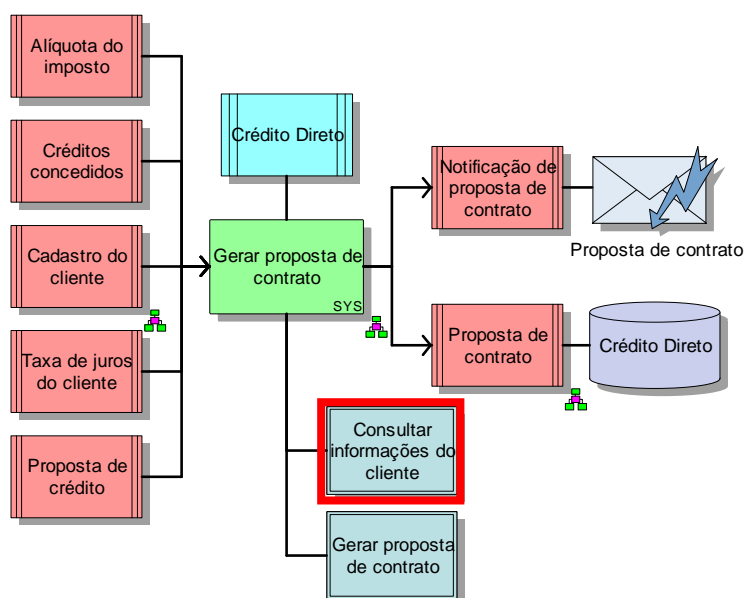 Alíquota do
imposto
Créditos
concedidos
Cadastro do
cliente
Taxa de juros
do cliente
Proposta de
crédito
Crédito Direto
Gerar proposta de
contrato
SYS
Notificação de
proposta de
contrato
Proposta de contrato
Proposta de
contrato
Crédito Direto
Consultar
informações do
cliente
Gerar proposta
de contrato